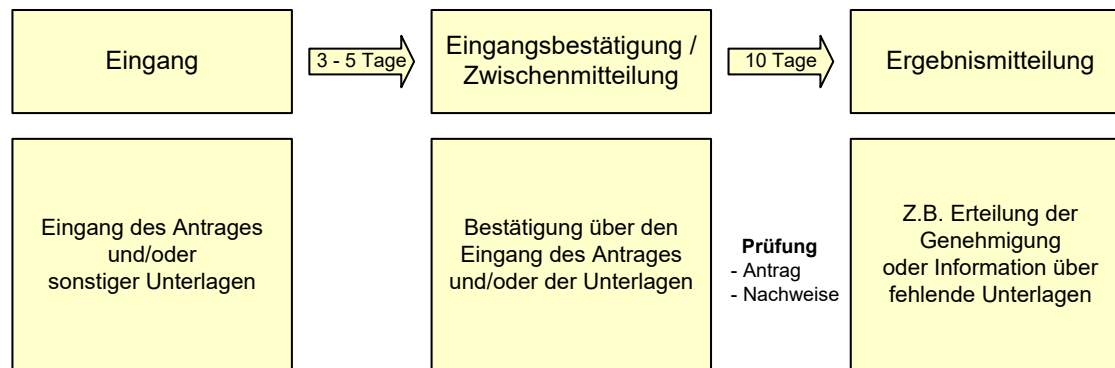 Eingang
3 - 5 Tage
Eingangsbestätigung /
Zwischenmitteilung
10 Tage
Ergebnismitteilung
Eingang des Antrages
und/oder
sonstiger Unterlagen
Bestätigung über den
Eingang des Antrages
und/oder der Unterlagen
Prüfung
- Antrag
- Nachweise
Z.B. Erteilung der
Genehmigung
oder Information über
fehlende Unterlagen